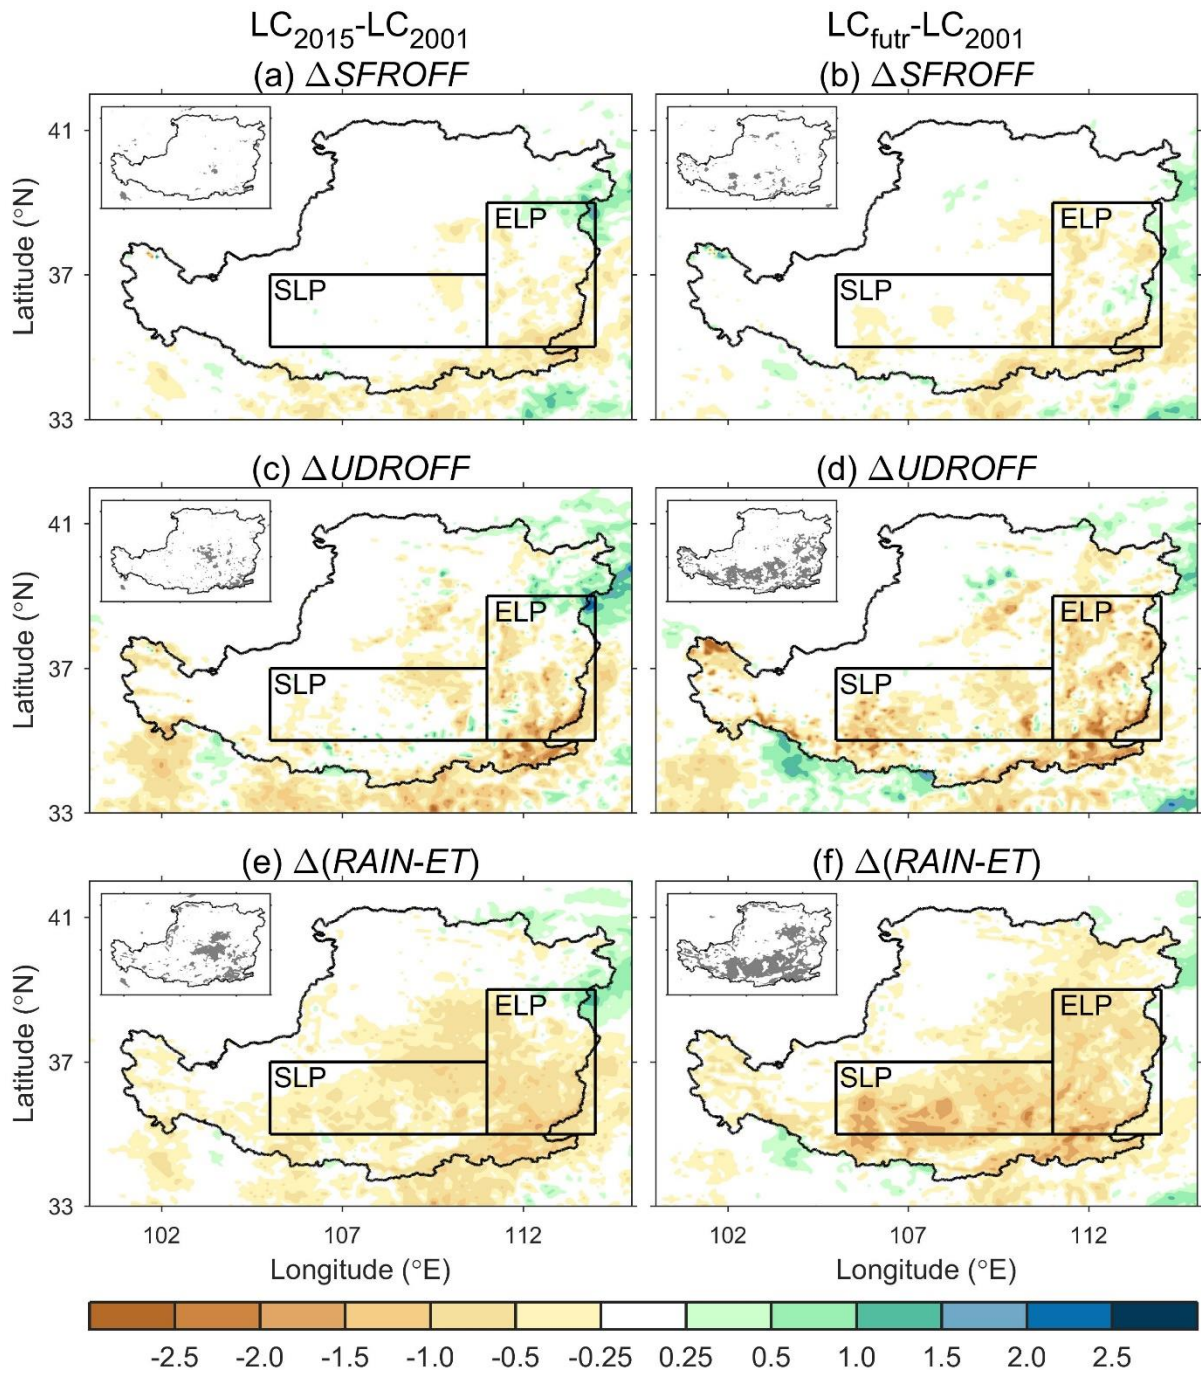 LC2015-LC2001
LCfutr-LC2001
(a) ΔSFROFF
(b) ΔSFROFF
41
37
33
Latitude (°N)
ELP
SLP
ELP
SLP
(c) ΔUDROFF
(d) ΔUDROFF
41
37
33
Latitude (°N)
ELP
SLP
ELP
SLP
(e) Δ(RAIN-ET)
(f) Δ(RAIN-ET)
41
37
33
Latitude (°N)
ELP
SLP
ELP
SLP
102 107 112
102 107 112
Longitude (°E)
Longitude (°E)
-2.5 -2.0 -1.5 -1.0 -0.5 -0.25 0.25 0.5 1.0 1.5 2.0 2.5